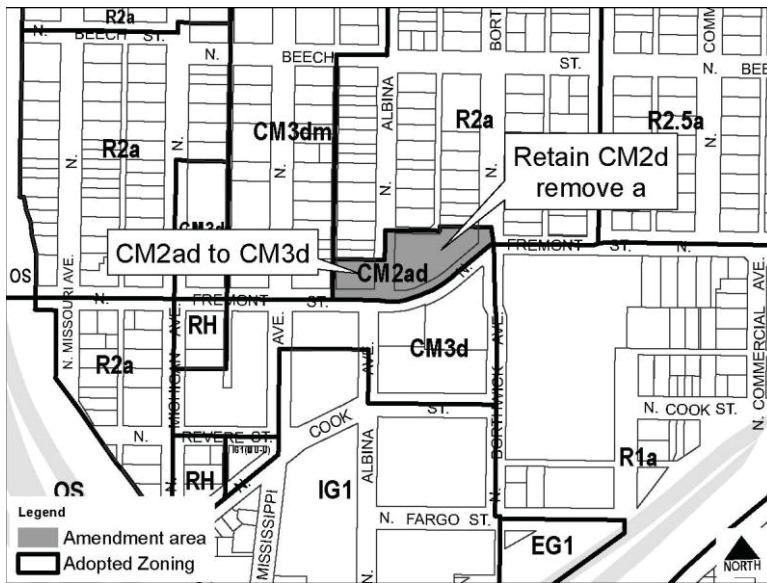 R2a
N.
BEECH ST.
N.
BEECH
ST.
N.
BEE
ALBINA
BORT
COMM
R2a
CM3dm
R2a
R2.5a
N.
N.
N.
N.
N.
Retain CM2d
remove a
CM2ad to CM3d
CM2ad
N.
FREMONT
ST.
N.
OS
N.
FREMONT
ST.
N. MISSOURI AVE.
MICHIGAN
AVE.
N.
RH
AVE.
AVE.
CM3d
AVE.
BORTHWICK
N.
N. COMMERCIAL AVE.
R2a
COOK
ST.
N. COOK ST.
N.
REVERE ST.
RH
N.
MISSISSIPPI
IG1
ALBINA
N.
N. FARGO ST.
R1a
EG1
OS
Legend
Amendment area
Adopted Zoning
NORTH